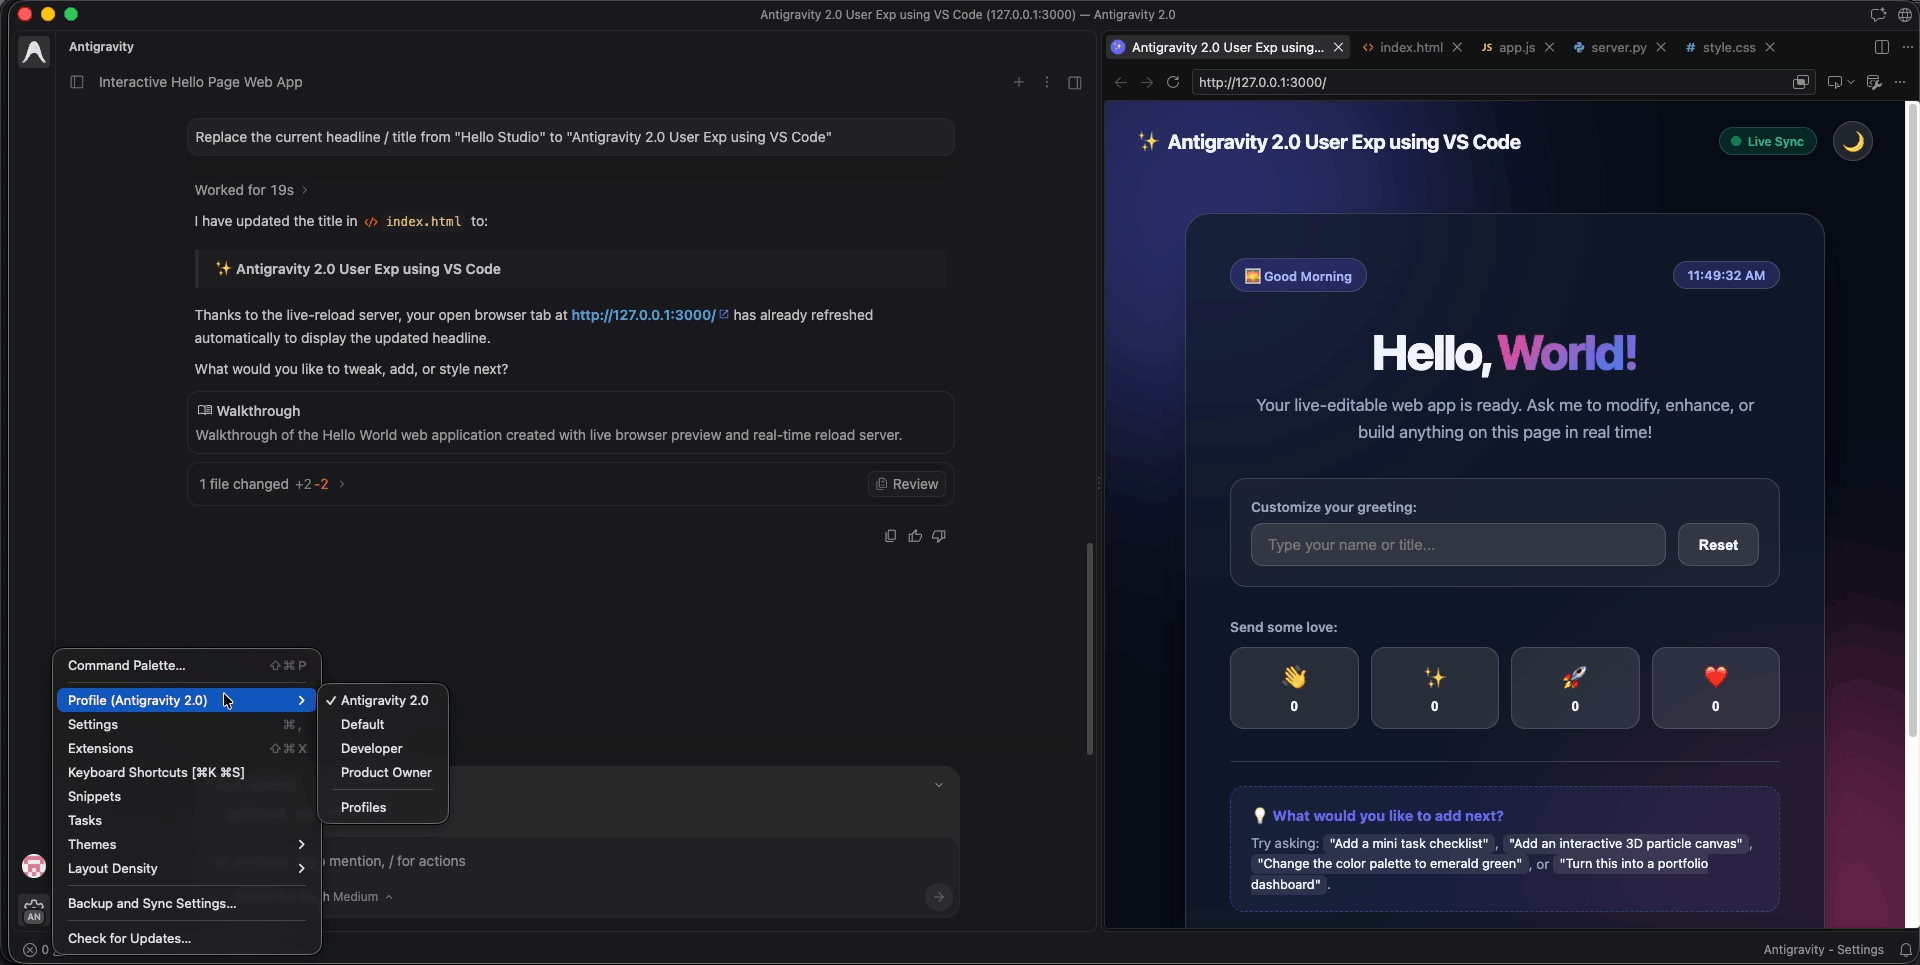 Antigravity 2.0 User Exp using VS Code (127.0.0.1:3000) — Antigravity 2.0
Antigravity
Interactive Hello Page Web App
Replace the current headline / title from "Hello Studio" to "Antigravity 2.0 User Exp using VS Code"
Worked for 19s
I have updated the title in </> index.html to:
✨ Antigravity 2.0 User Exp using VS Code
Thanks to the live-reload server, your open browser tab at http://127.0.0.1:3000/ has already refreshed
automatically to display the updated headline.
What would you like to tweak, add, or style next?
Walkthrough
Walkthrough of the Hello World web application created with live browser preview and real-time reload server.
1 file changed +2 -2
Review
Command Palette... ⇧⌘P
Profile (Antigravity 2.0)
Settings ⌘,
Extensions ⇧⌘X
Keyboard Shortcuts [⌘K ⌘S]
Snippets
Tasks
Themes
Layout Density
Backup and Sync Settings...
Check for Updates...
✓ Antigravity 2.0
Default
Developer
Product Owner
Profiles
mention, / for actions
h Medium
AN
0
Antigravity 2.0 User Exp using...
<> index.html
JS app.js
server.py
# style.css
http://127.0.0.1:3000/
✨ Antigravity 2.0 User Exp using VS Code
Live Sync
Good Morning
11:49:32 AM
Hello, World!
Your live-editable web app is ready. Ask me to modify, enhance, or
build anything on this page in real time!
Customize your greeting:
Type your name or title...
Reset
Send some love:
👋 ✨ 🚀 ❤️
0 0 0 0
💡 What would you like to add next?
Try asking: "Add a mini task checklist" , "Add an interactive 3D particle canvas" ,
"Change the color palette to emerald green" , or "Turn this into a portfolio
dashboard" .
Antigravity - Settings